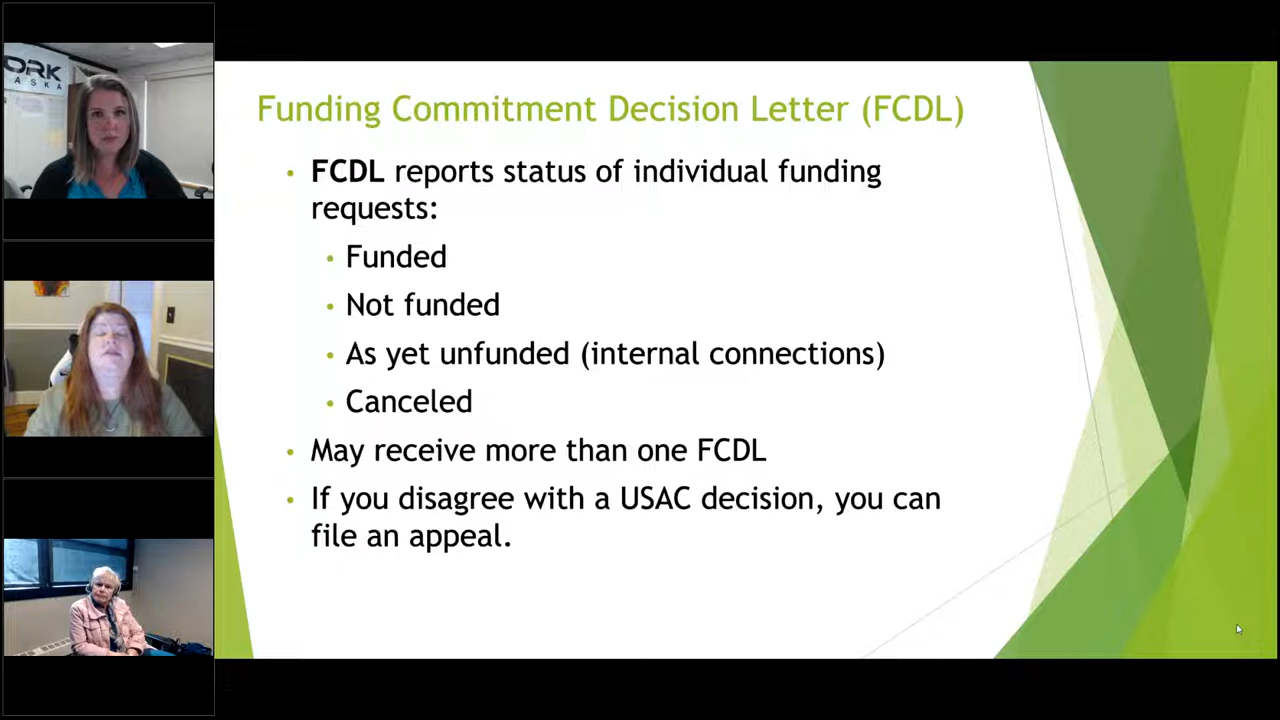 ORK
ASKA
Funding Commitment Decision Letter (FCDL)
• FCDL reports status of individual funding
requests:
• Funded
• Not funded
• As yet unfunded (internal connections)
• Canceled
• May receive more than one FCDL
• If you disagree with a USAC decision, you can
file an appeal.